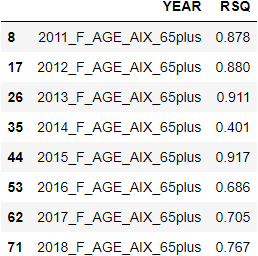 YEAR RSQ
8 2011_F_AGE_AIX_65plus 0.878
17 2012_F_AGE_AIX_65plus 0.880
26 2013_F_AGE_AIX_65plus 0.911
35 2014_F_AGE_AIX_65plus 0.401
44 2015_F_AGE_AIX_65plus 0.917
53 2016_F_AGE_AIX_65plus 0.686
62 2017_F_AGE_AIX_65plus 0.705
71 2018_F_AGE_AIX_65plus 0.767